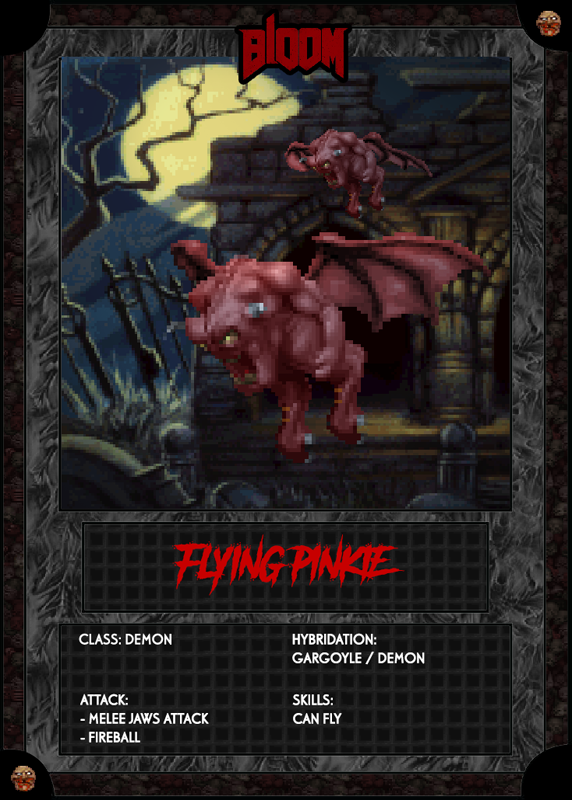 BLOOM
FLYING PINKIE
CLASS: DEMON
HYBRIDATION:
GARGOYLE / DEMON
ATTACK:
- MELEE JAWS ATTACK
- FIREBALL
SKILLS:
CAN FLY